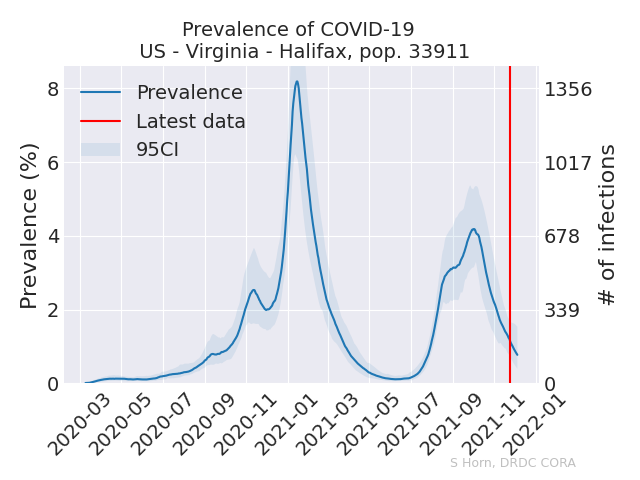 Prevalence of COVID-19
US - Virginia - Halifax, pop. 33911
Prevalence
Latest data
95CI
Prevalence (%)
8
6
4
2
0
1356
1017
678
339
0
# of infections
2020-03
2020-05
2020-07
2020-09
2020-11
2021-01
2021-03
2021-05
2021-07
2021-09
2021-11
2022-01
S Horn, DRDC CORA